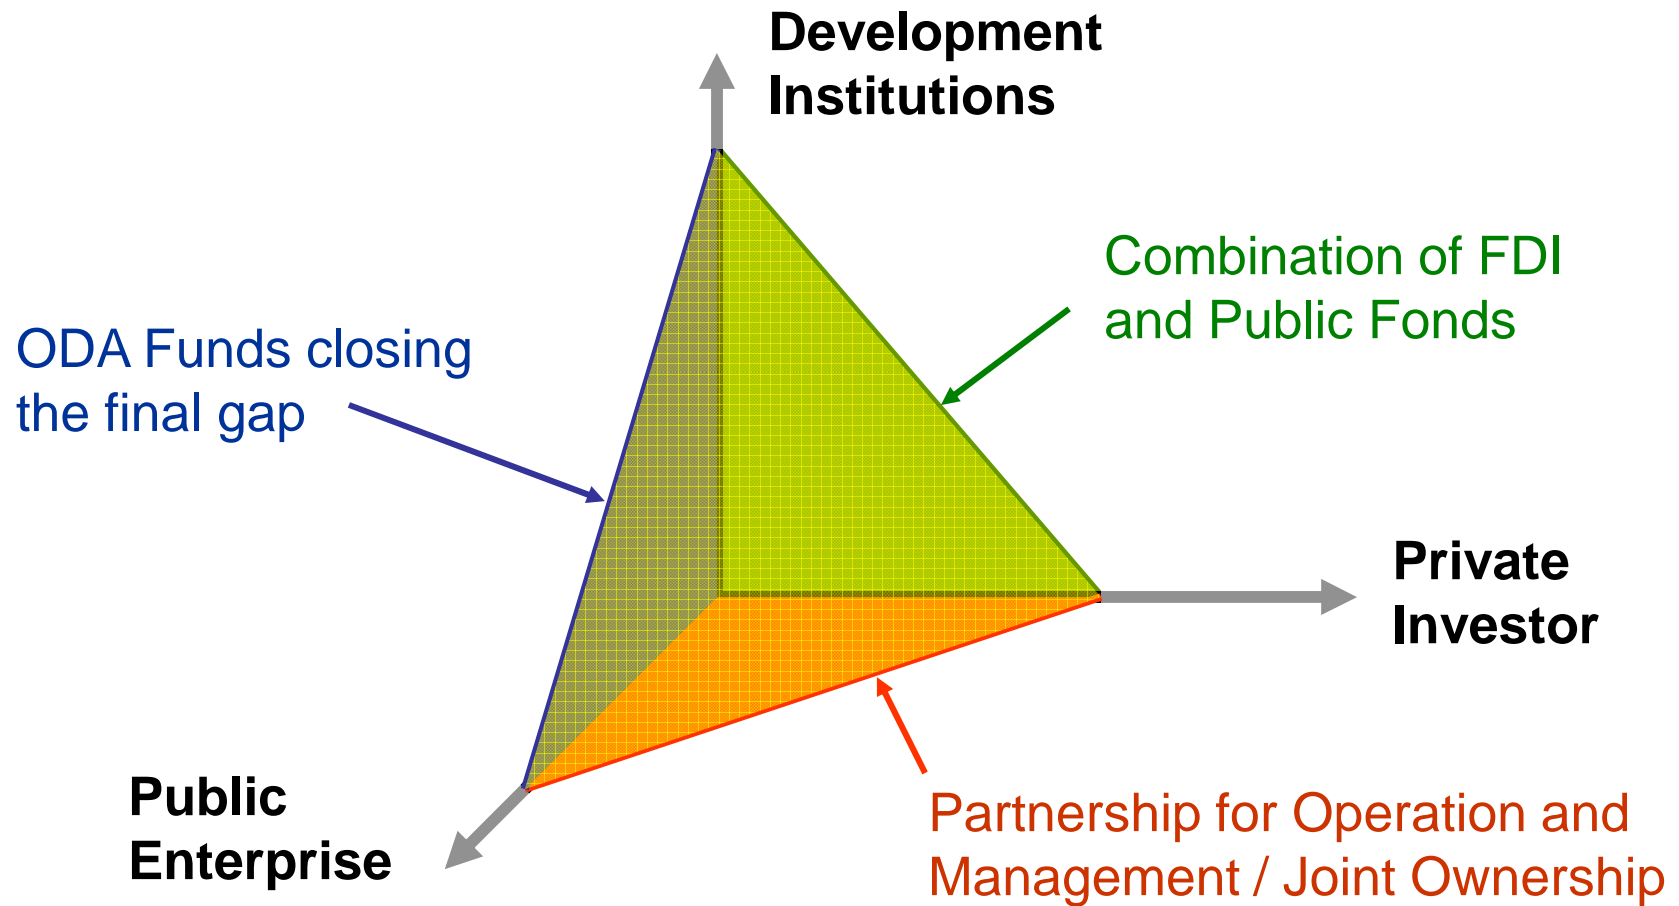 Development
Institutions
Combination of FDI
and Public Fonds
ODA Funds closing
the final gap
Private
Investor
Public
Enterprise
Partnership for Operation and
Management / Joint Ownership